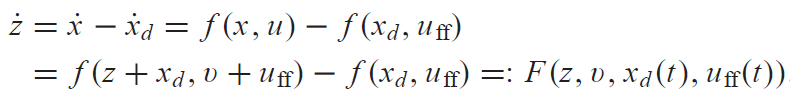 ż = ẋ − ẋ_d = f(x, u) − f(x_d, u_ff)
= f(z + x_d, υ + u_ff) − f(x_d, u_ff) =: F(z, υ, x_d(t), u_ff(t))